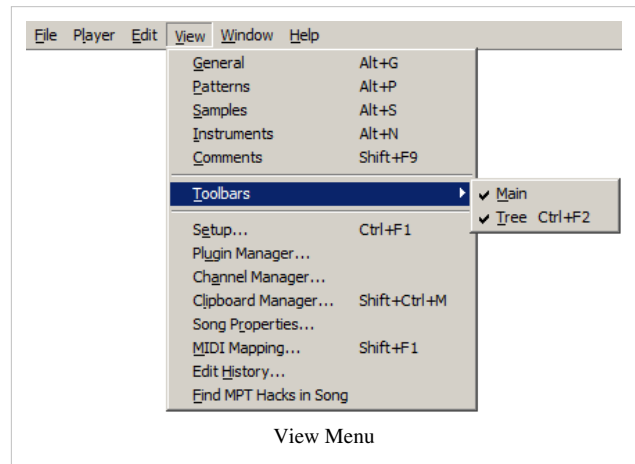 File Player Edit View Window Help
General Alt+G
Patterns Alt+P
Samples Alt+S
Instruments Alt+N
Comments Shift+F9
Toolbars
Main
Tree Ctrl+F2
Setup... Ctrl+F1
Plugin Manager...
Channel Manager...
Clipboard Manager... Shift+Ctrl+M
Song Properties...
MIDI Mapping... Shift+F1
Edit History...
Find MPT Hacks in Song
View Menu